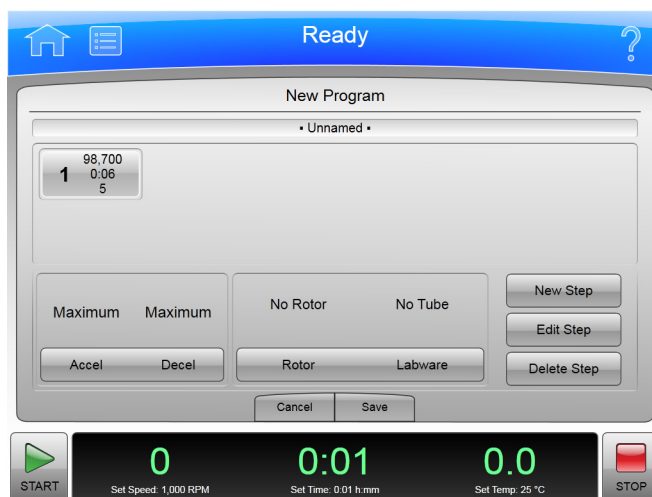 Ready
?
New Program
▪ Unnamed ▪
1
98,700
0:06
5
Maximum Maximum
No Rotor No Tube
Accel Decel
Rotor Labware
New Step
Edit Step
Delete Step
Cancel Save
START
0
Set Speed: 1,000 RPM
0:01
Set Time: 0:01 h:mm
0.0
Set Temp: 25 °C
STOP